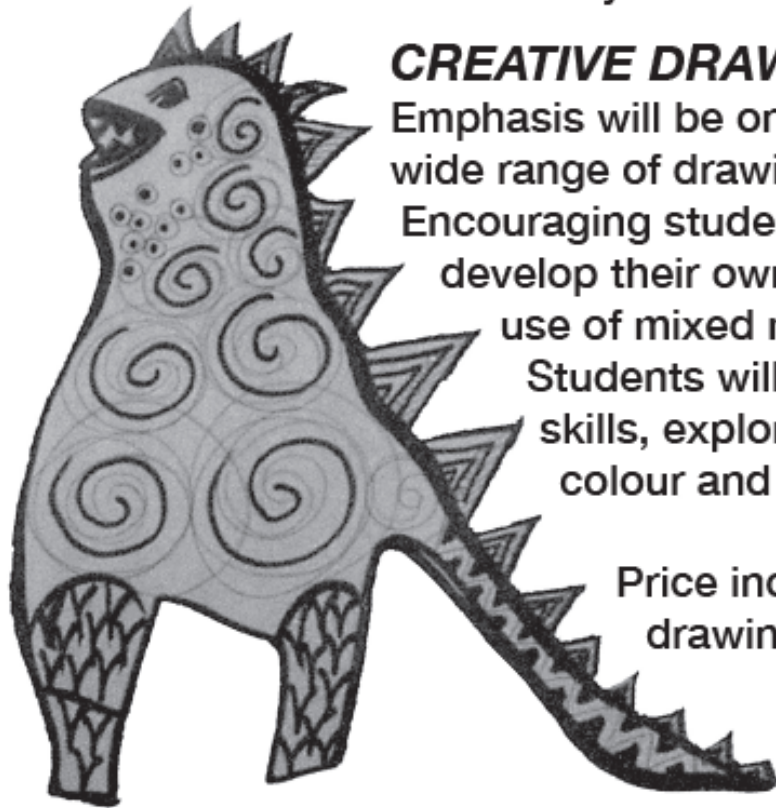 CREATIVE DRAW
Emphasis will be or
wide range of drawi
Encouraging stude
develop their owr
use of mixed r
Students will
skills, explor
colour and
Price inc
drawin